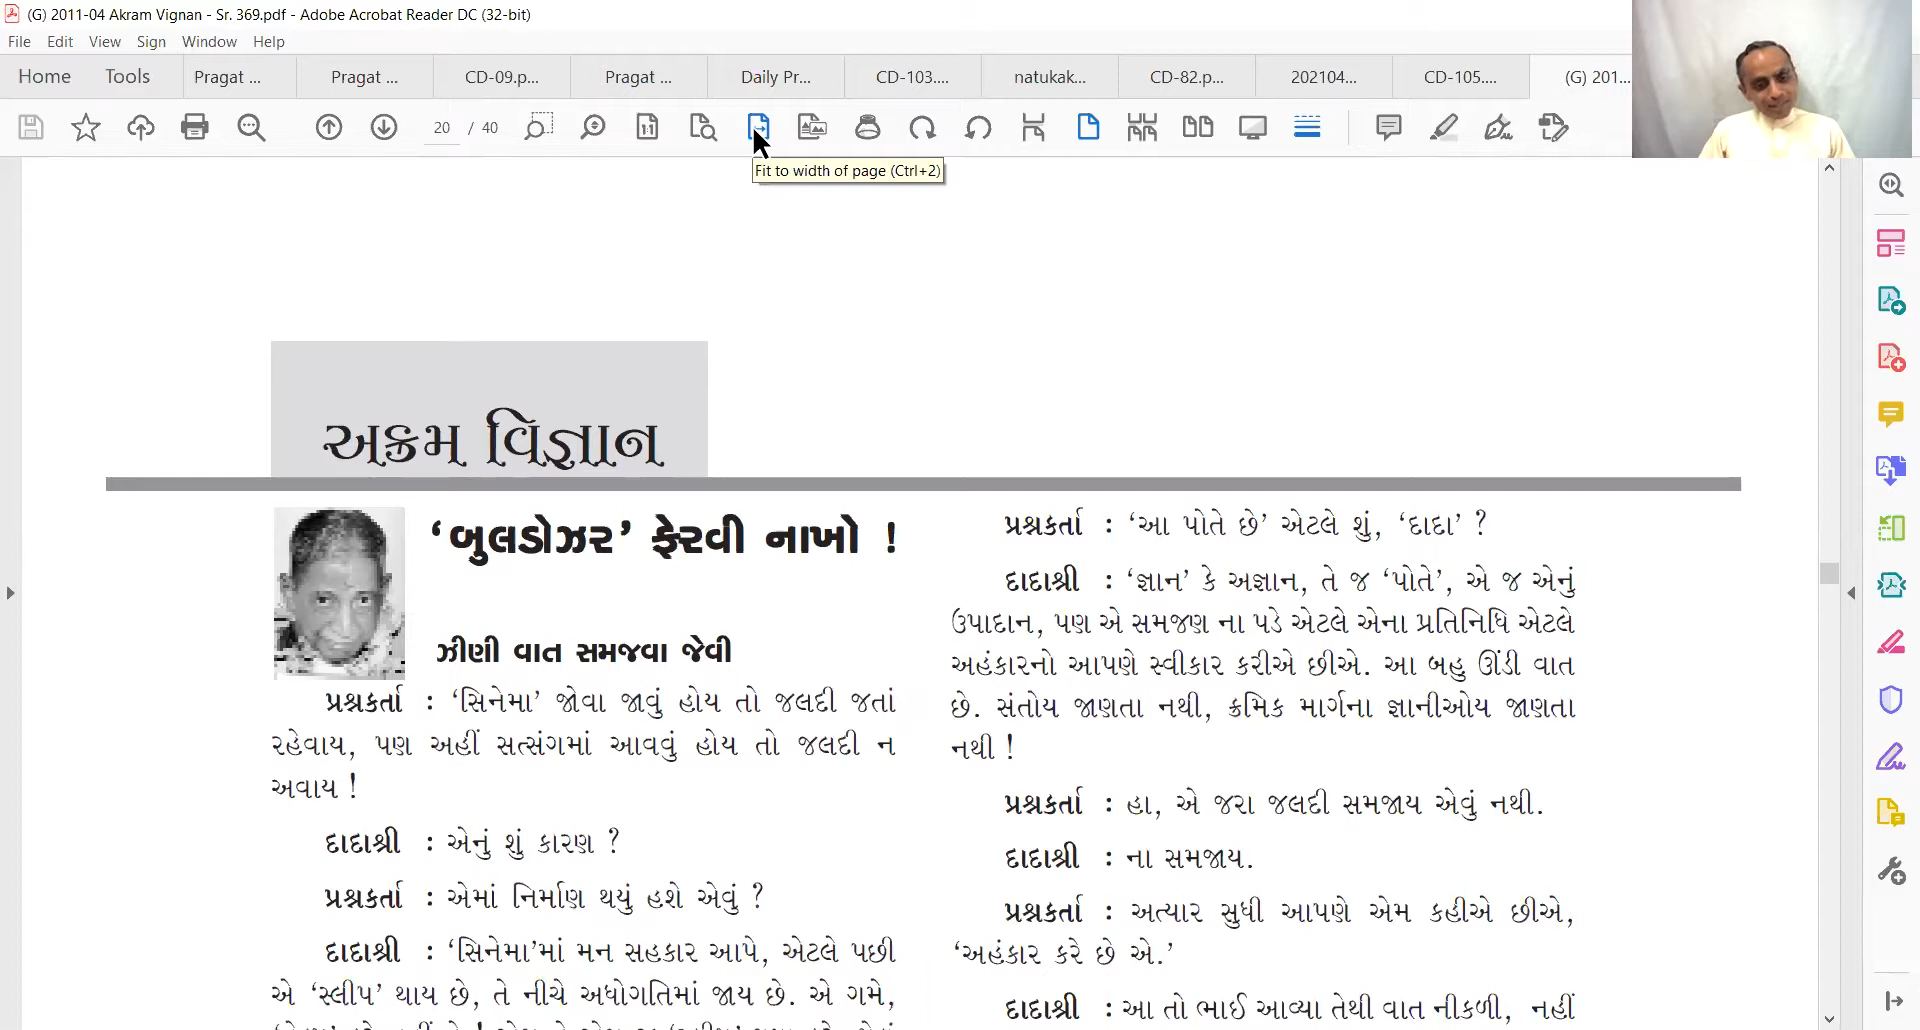 (G) 2011-04 Akram Vignan - Sr. 369.pdf - Adobe Acrobat Reader DC (32-bit)
File Edit View Sign Window Help
Home Tools Pragat ... Pragat ... CD-09.p... Pragat ... Daily Pr... CD-103.... natukak... CD-82.p... 202104... CD-105.... (G) 201...
20 / 40
Fit to width of page (Ctrl+2)
અક્રમ વિજ્ઞાન
‘બુલડોઝર’ ફેરવી નાખો !
ઝીણી વાત સમજવા જેવી
પ્રશ્નકર્તા : ‘સિનેમા’ જોવા જાવું હોય તો જલદી જતાં
રહેવાય, પણ અહીં સત્સંગમાં આવવું હોય તો જલદી ન
અવાય !
દાદાશ્રી : એનું શું કારણ ?
પ્રશ્નકર્તા : એમાં નિર્માણ થયું હશે એવું ?
દાદાશ્રી : ‘સિનેમા’માં મન સહકાર આપે, એટલે પછી
એ ‘સ્લીપ’ થાય છે, તે નીચે અધોગતિમાં જાય છે. એ ગમે,
પ્રશ્નકર્તા : ‘આ પોતે છે’ એટલે શું, ‘દાદા’ ?
દાદાશ્રી : ‘જ્ઞાન’ કે અજ્ઞાન, તે જ ‘પોતે’, એ જ એનું
ઉપાદાન, પણ એ સમજણ ના પડે એટલે એના પ્રતિનિધિ એટલે
અહંકારનો આપણે સ્વીકાર કરીએ છીએ. આ બહુ ઊંડી વાત
છે. સંતોય જાણતા નથી, ક્રમિક માર્ગના જ્ઞાનીઓય જાણતા
નથી !
પ્રશ્નકર્તા : હા, એ જરા જલદી સમજાય એવું નથી.
દાદાશ્રી : ના સમજાય.
પ્રશ્નકર્તા : અત્યાર સુધી આપણે એમ કહીએ છીએ,
‘અહંકાર કરે છે એ.’
દાદાશ્રી : આ તો ભાઈ આવ્યા તેથી વાત નીકળી, નહીં